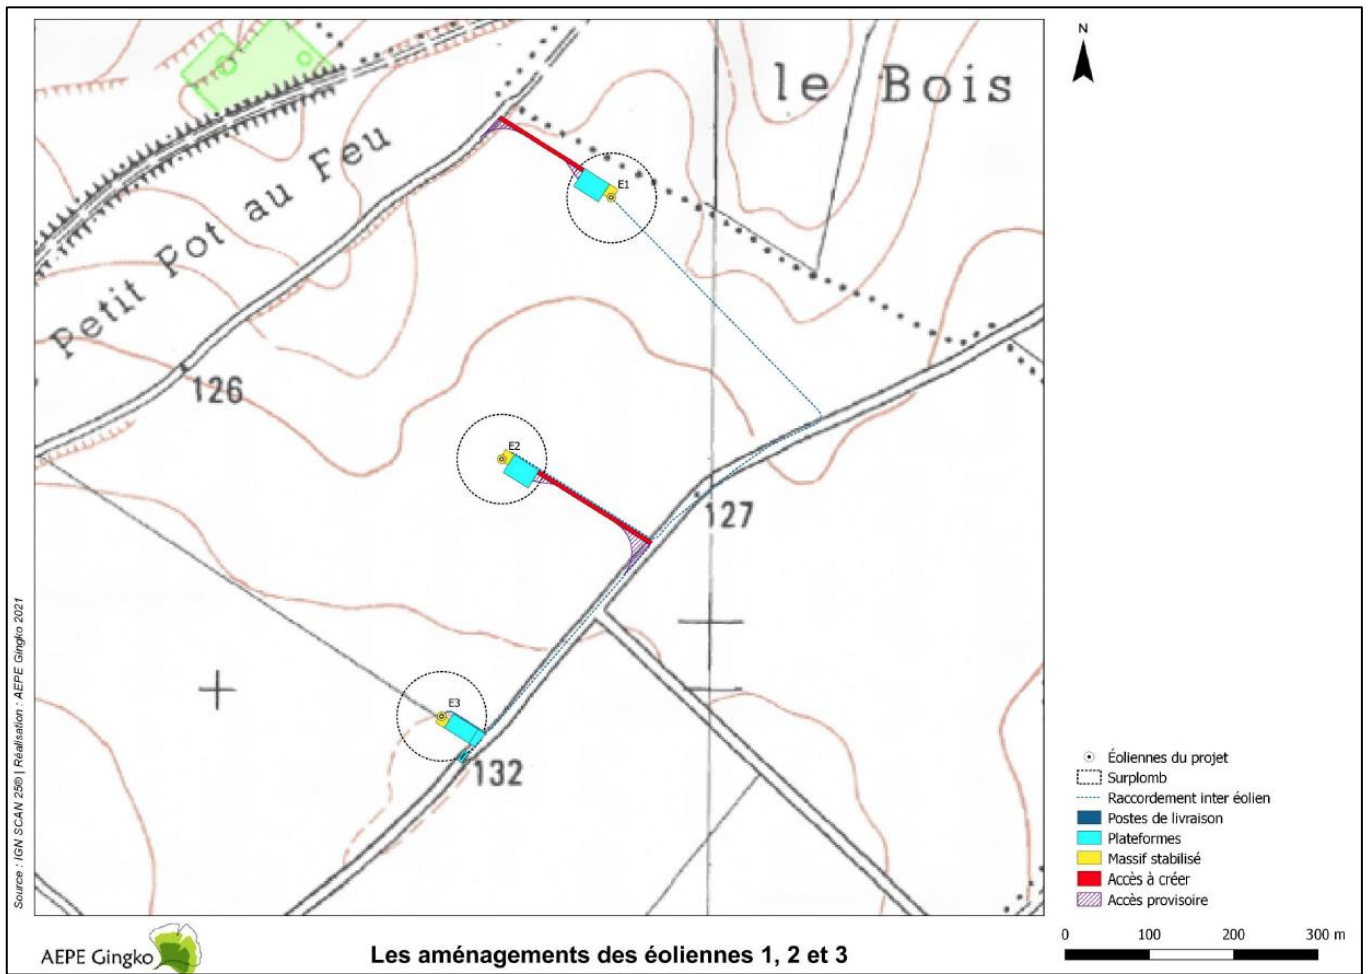 N
le Bois
Petit Pot au Feu
E1
126
E2
127
E3
132
Source : IGN SCAN 25®| Réalisation : AEPE Gingko 2021
Éoliennes du projet
Surplomb
Raccordement inter éolien
Postes de livraison
Plateformes
Massif stabilisé
Accès à créer
Accès provisoire
0 100 200 300 m
AEPE Gingko
Les aménagements des éoliennes 1, 2 et 3